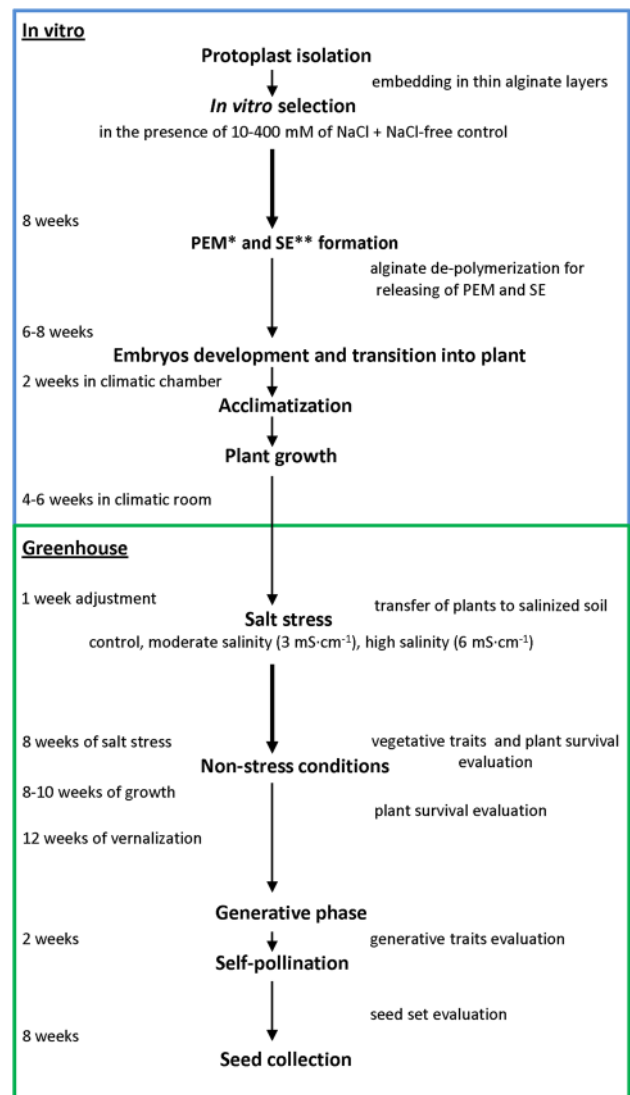 In vitro
Protoplast isolation
embedding in thin alginate layers
In vitro selection
in the presence of 10-400 mM of NaCl + NaCl-free control
8 weeks
PEM* and SE** formation
alginate de-polymerization for
releasing of PEM and SE
6-8 weeks
Embryos development and transition into plant
2 weeks in climatic chamber
Acclimatization
Plant growth
4-6 weeks in climatic room
Greenhouse
1 week adjustment
transfer of plants to salinized soil
Salt stress
control, moderate salinity (3 mS·cm⁻¹), high salinity (6 mS·cm⁻¹)
8 weeks of salt stress
vegetative traits and plant survival
evaluation
Non-stress conditions
8-10 weeks of growth
plant survival evaluation
12 weeks of vernalization
Generative phase
2 weeks
generative traits evaluation
Self-pollination
seed set evaluation
8 weeks
Seed collection